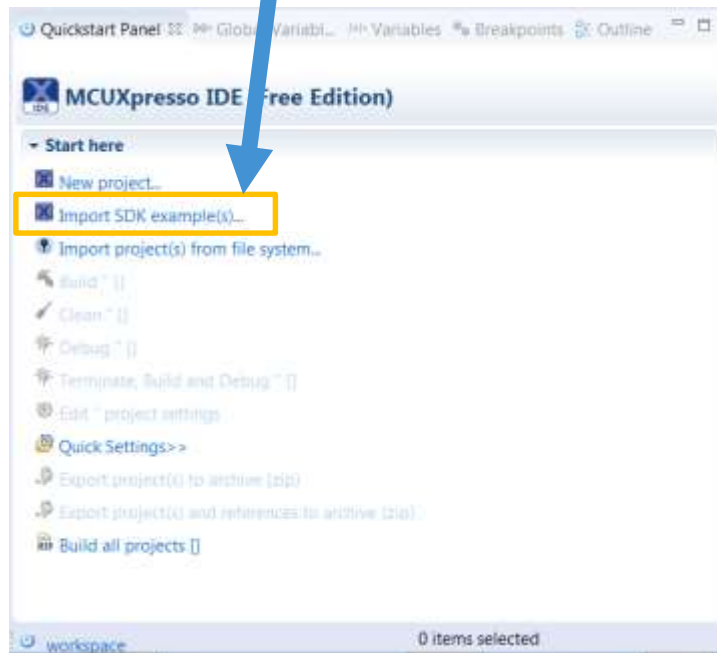 Quickstart Panel Global Variabl... Variables Breakpoints Outline
MCUXpresso IDE (Free Edition)
Start here
New project...
Import SDK example(s)...
Import project(s) from file system...
Build '' []
Clean '' []
Debug '' []
Terminate, Build and Debug '' []
Edit '' project settings
Quick Settings>>
Export project(s) to archive (zip)
Export project(s) and references to archive (zip)
Build all projects []
workspace 0 items selected